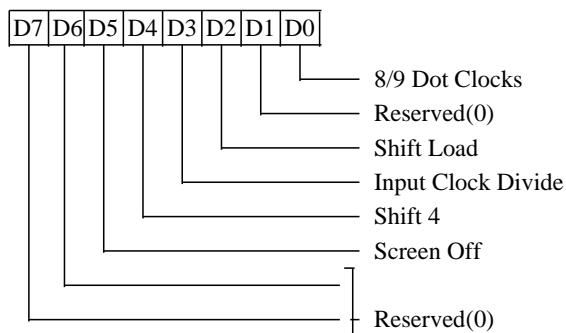 D7 D6 D5 D4 D3 D2 D1 D0
8/9 Dot Clocks
Reserved(0)
Shift Load
Input Clock Divide
Shift 4
Screen Off
Reserved(0)